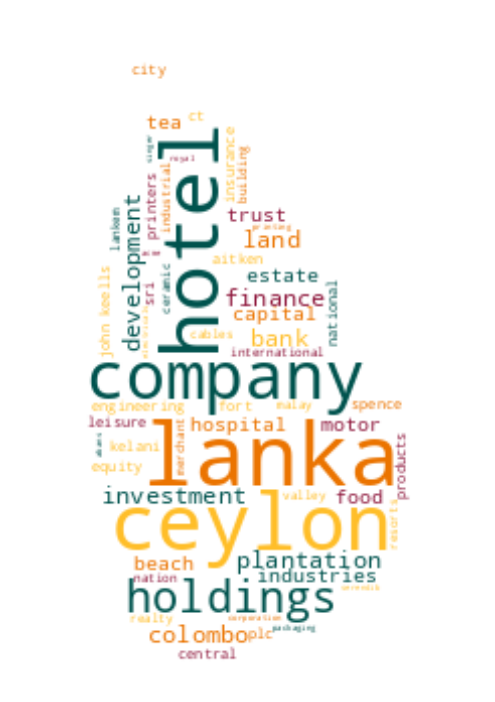 city
ct
tea
hotel
singer
royal
insurance
building
industrial
printers
lanken
development
trust
printing
land
aitken
estate
ceramic
sri
john keells
finance
capital
national
cables
bank
international
company
engineering
fort
malay
spence
leisure
hospital
motor
merchant
lanka
kelani
equity
products
investment
valley
food
ceylon
resorts
beach
plantation
nation
industries
serendib
holdings
realty
corporation
colombo
plc
packaging
central